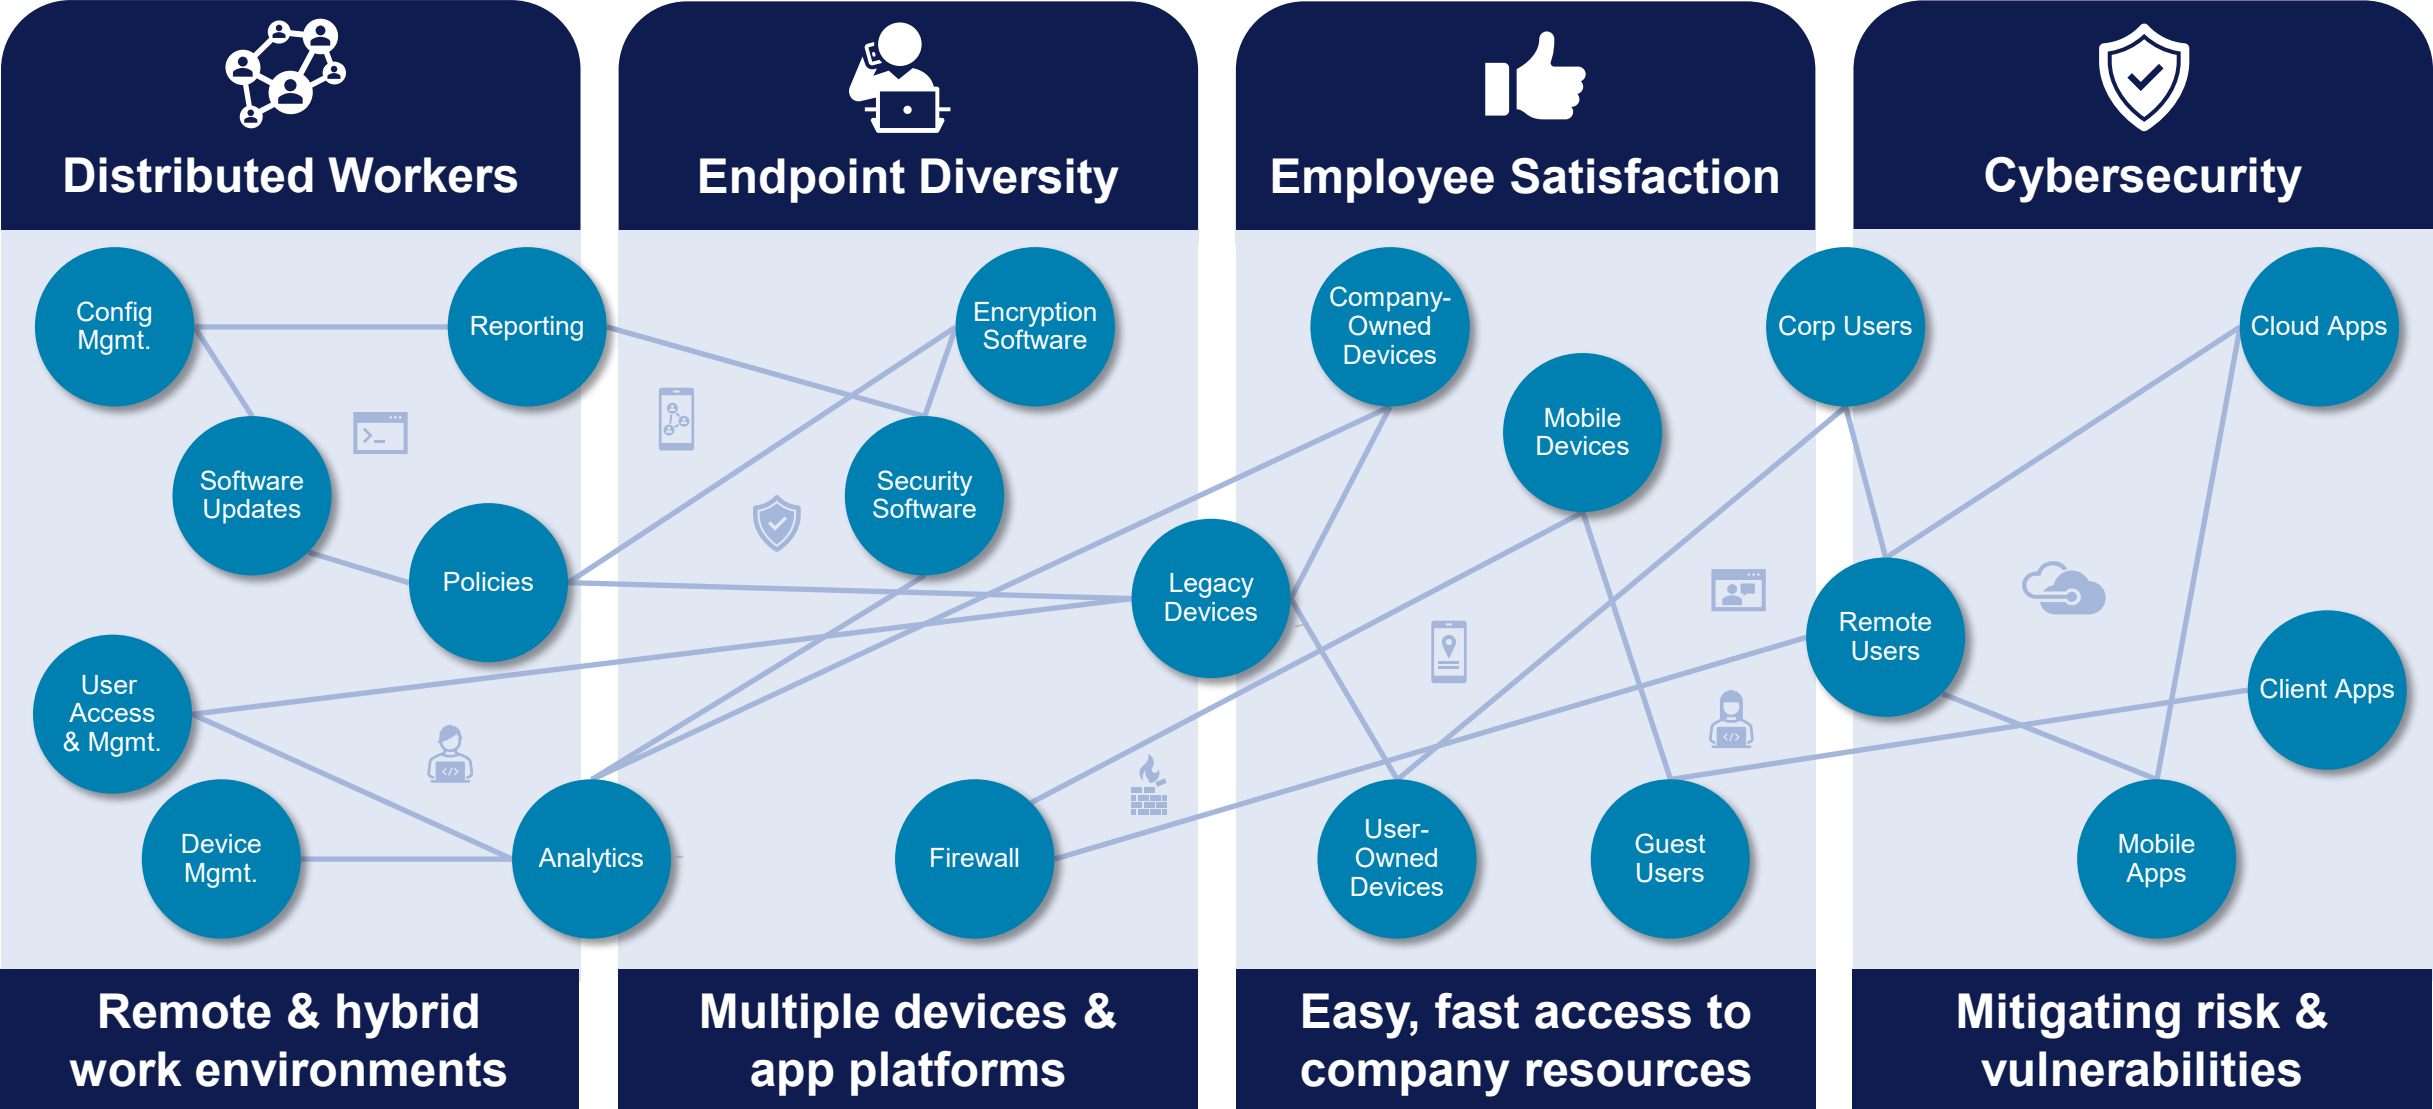 Distributed Workers
Endpoint Diversity
Employee Satisfaction
Cybersecurity
Config
Mgmt.
Reporting
Software
Updates
Policies
User
Access
& Mgmt.
Device
Mgmt.
Analytics
Encryption
Software
Security
Software
Legacy
Devices
Firewall
Company-
Owned
Devices
Mobile
Devices
User-
Owned
Devices
Guest
Users
Corp Users
Remote
Users
Cloud Apps
Client Apps
Mobile
Apps
Remote & hybrid
work environments
Multiple devices &
app platforms
Easy, fast access to
company resources
Mitigating risk &
vulnerabilities